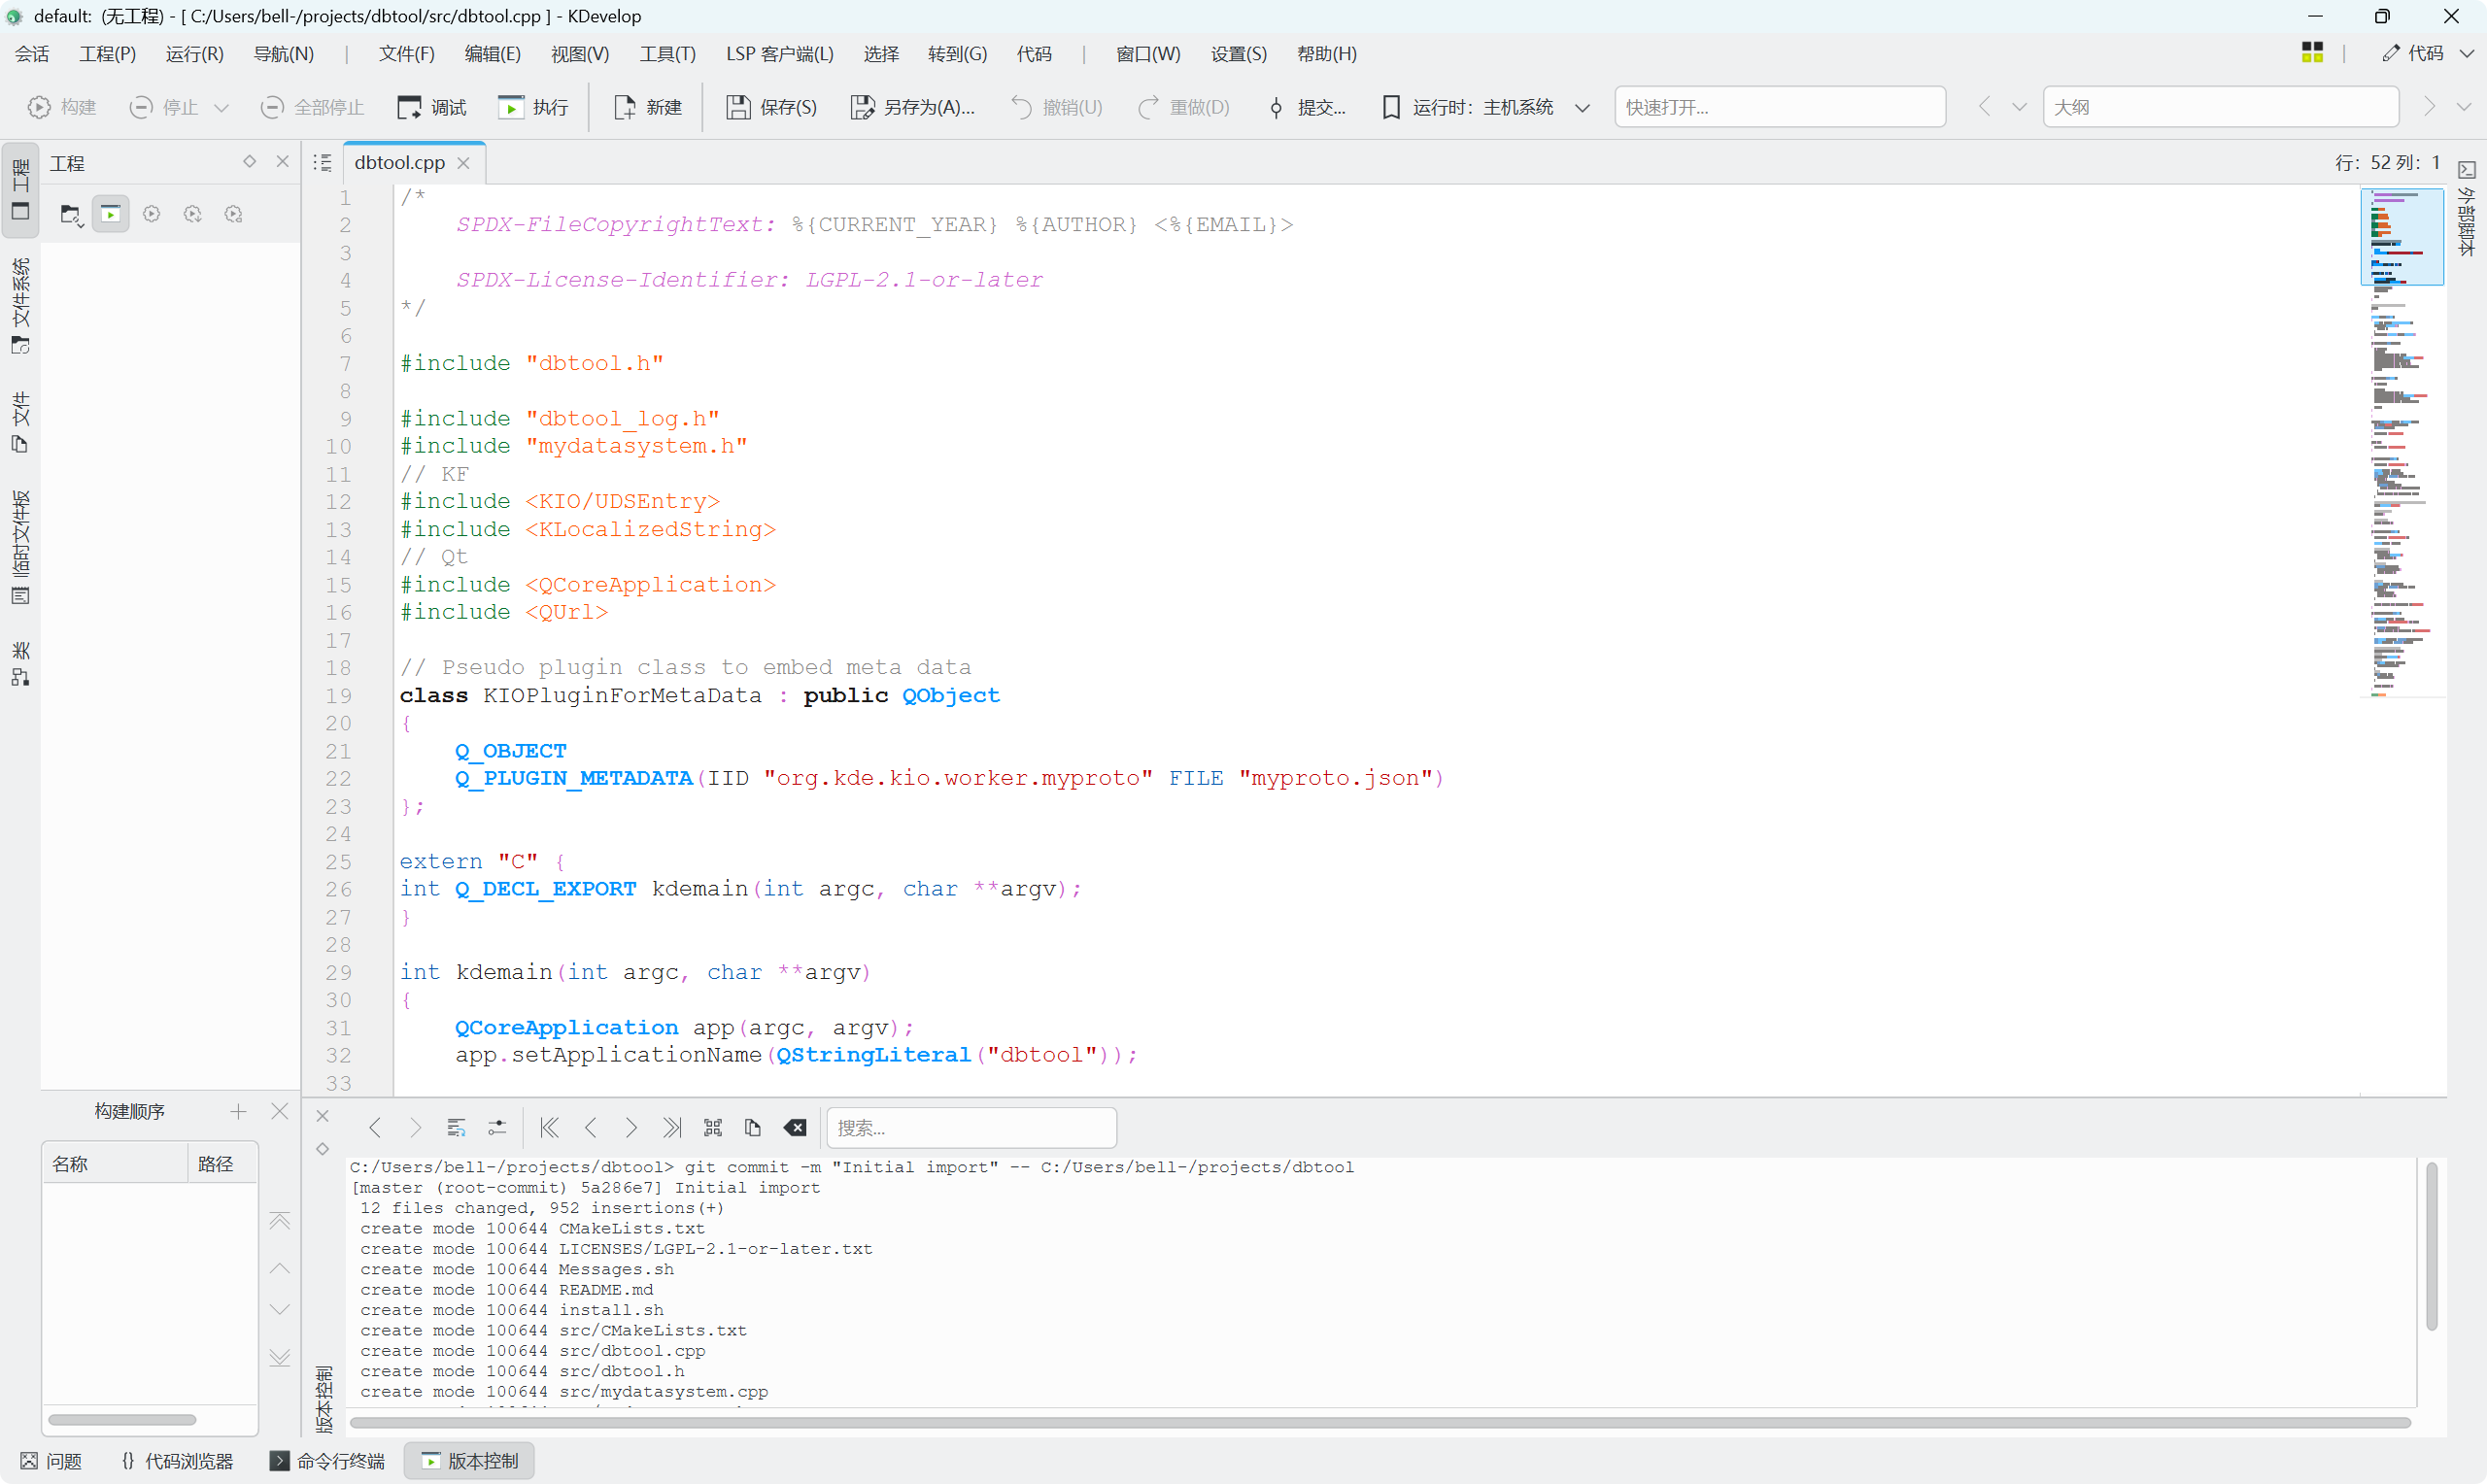 default: (无工程) - [ C:/Users/bell-/projects/dbtool/src/dbtool.cpp ] - KDevelop
会话 工程(P) 运行(R) 导航(N) | 文件(F) 编辑(E) 视图(V) 工具(T) LSP 客户端(L) 选择 转到(G) 代码 | 窗口(W) 设置(S) 帮助(H) | 代码
构建 停止 全部停止 调试 执行 新建 保存(S) 另存为(A)... 撤销(U) 重做(D) 提交... 运行时: 主机系统 快速打开... 大纲
工程
文件系统
文件
临时文件板
类
工程
dbtool.cpp
行: 52 列: 1
外部脚本
1 /*
2     SPDX-FileCopyrightText: %{CURRENT_YEAR} %{AUTHOR} <%{EMAIL}>
3
4     SPDX-License-Identifier: LGPL-2.1-or-later
5 */
6
7 #include "dbtool.h"
8
9 #include "dbtool_log.h"
10 #include "mydatasystem.h"
11 // KF
12 #include <KIO/UDSEntry>
13 #include <KLocalizedString>
14 // Qt
15 #include <QCoreApplication>
16 #include <QUrl>
17
18 // Pseudo plugin class to embed meta data
19 class KIOPluginForMetaData : public QObject
20 {
21     Q_OBJECT
22     Q_PLUGIN_METADATA(IID "org.kde.kio.worker.myproto" FILE "myproto.json")
23 };
24
25 extern "C" {
26 int Q_DECL_EXPORT kdemain(int argc, char **argv);
27 }
28
29 int kdemain(int argc, char **argv)
30 {
31     QCoreApplication app(argc, argv);
32     app.setApplicationName(QStringLiteral("dbtool"));
33
构建顺序
名称 路径
搜索...
版本控制
C:/Users/bell-/projects/dbtool> git commit -m "Initial import" -- C:/Users/bell-/projects/dbtool
[master (root-commit) 5a286e7] Initial import
 12 files changed, 952 insertions(+)
 create mode 100644 CMakeLists.txt
 create mode 100644 LICENSES/LGPL-2.1-or-later.txt
 create mode 100644 Messages.sh
 create mode 100644 README.md
 create mode 100644 install.sh
 create mode 100644 src/CMakeLists.txt
 create mode 100644 src/dbtool.cpp
 create mode 100644 src/dbtool.h
 create mode 100644 src/mydatasystem.cpp
问题 {} 代码浏览器 命令行终端 版本控制